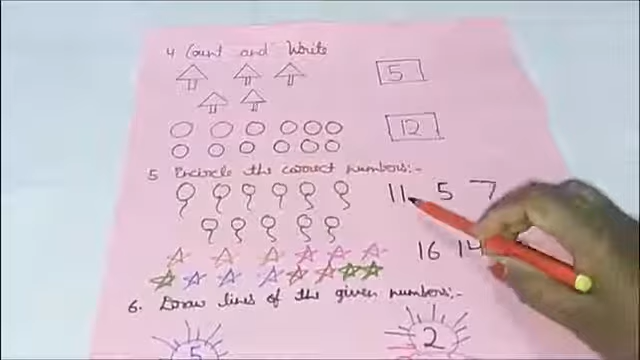 4 Count and Write
5
12
5 Encircle the correct numbers:-
11 5 7
16 14
6. Draw lines of the given numbers:-
5 2